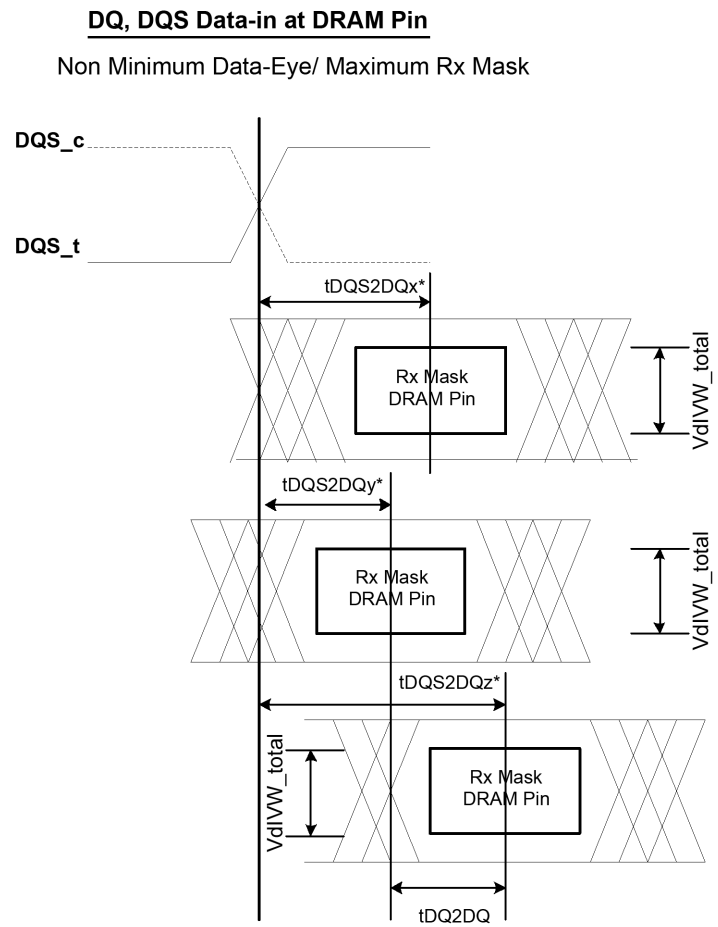 DQ, DQS Data-in at DRAM Pin
Non Minimum Data-Eye/ Maximum Rx Mask
DQS_c
DQS_t
tDQS2DQx*
Rx Mask
DRAM Pin
VdIVW_total
tDQS2DQy*
Rx Mask
DRAM Pin
VdIVW_total
tDQS2DQz*
VdIVW_total
Rx Mask
DRAM Pin
tDQ2DQ